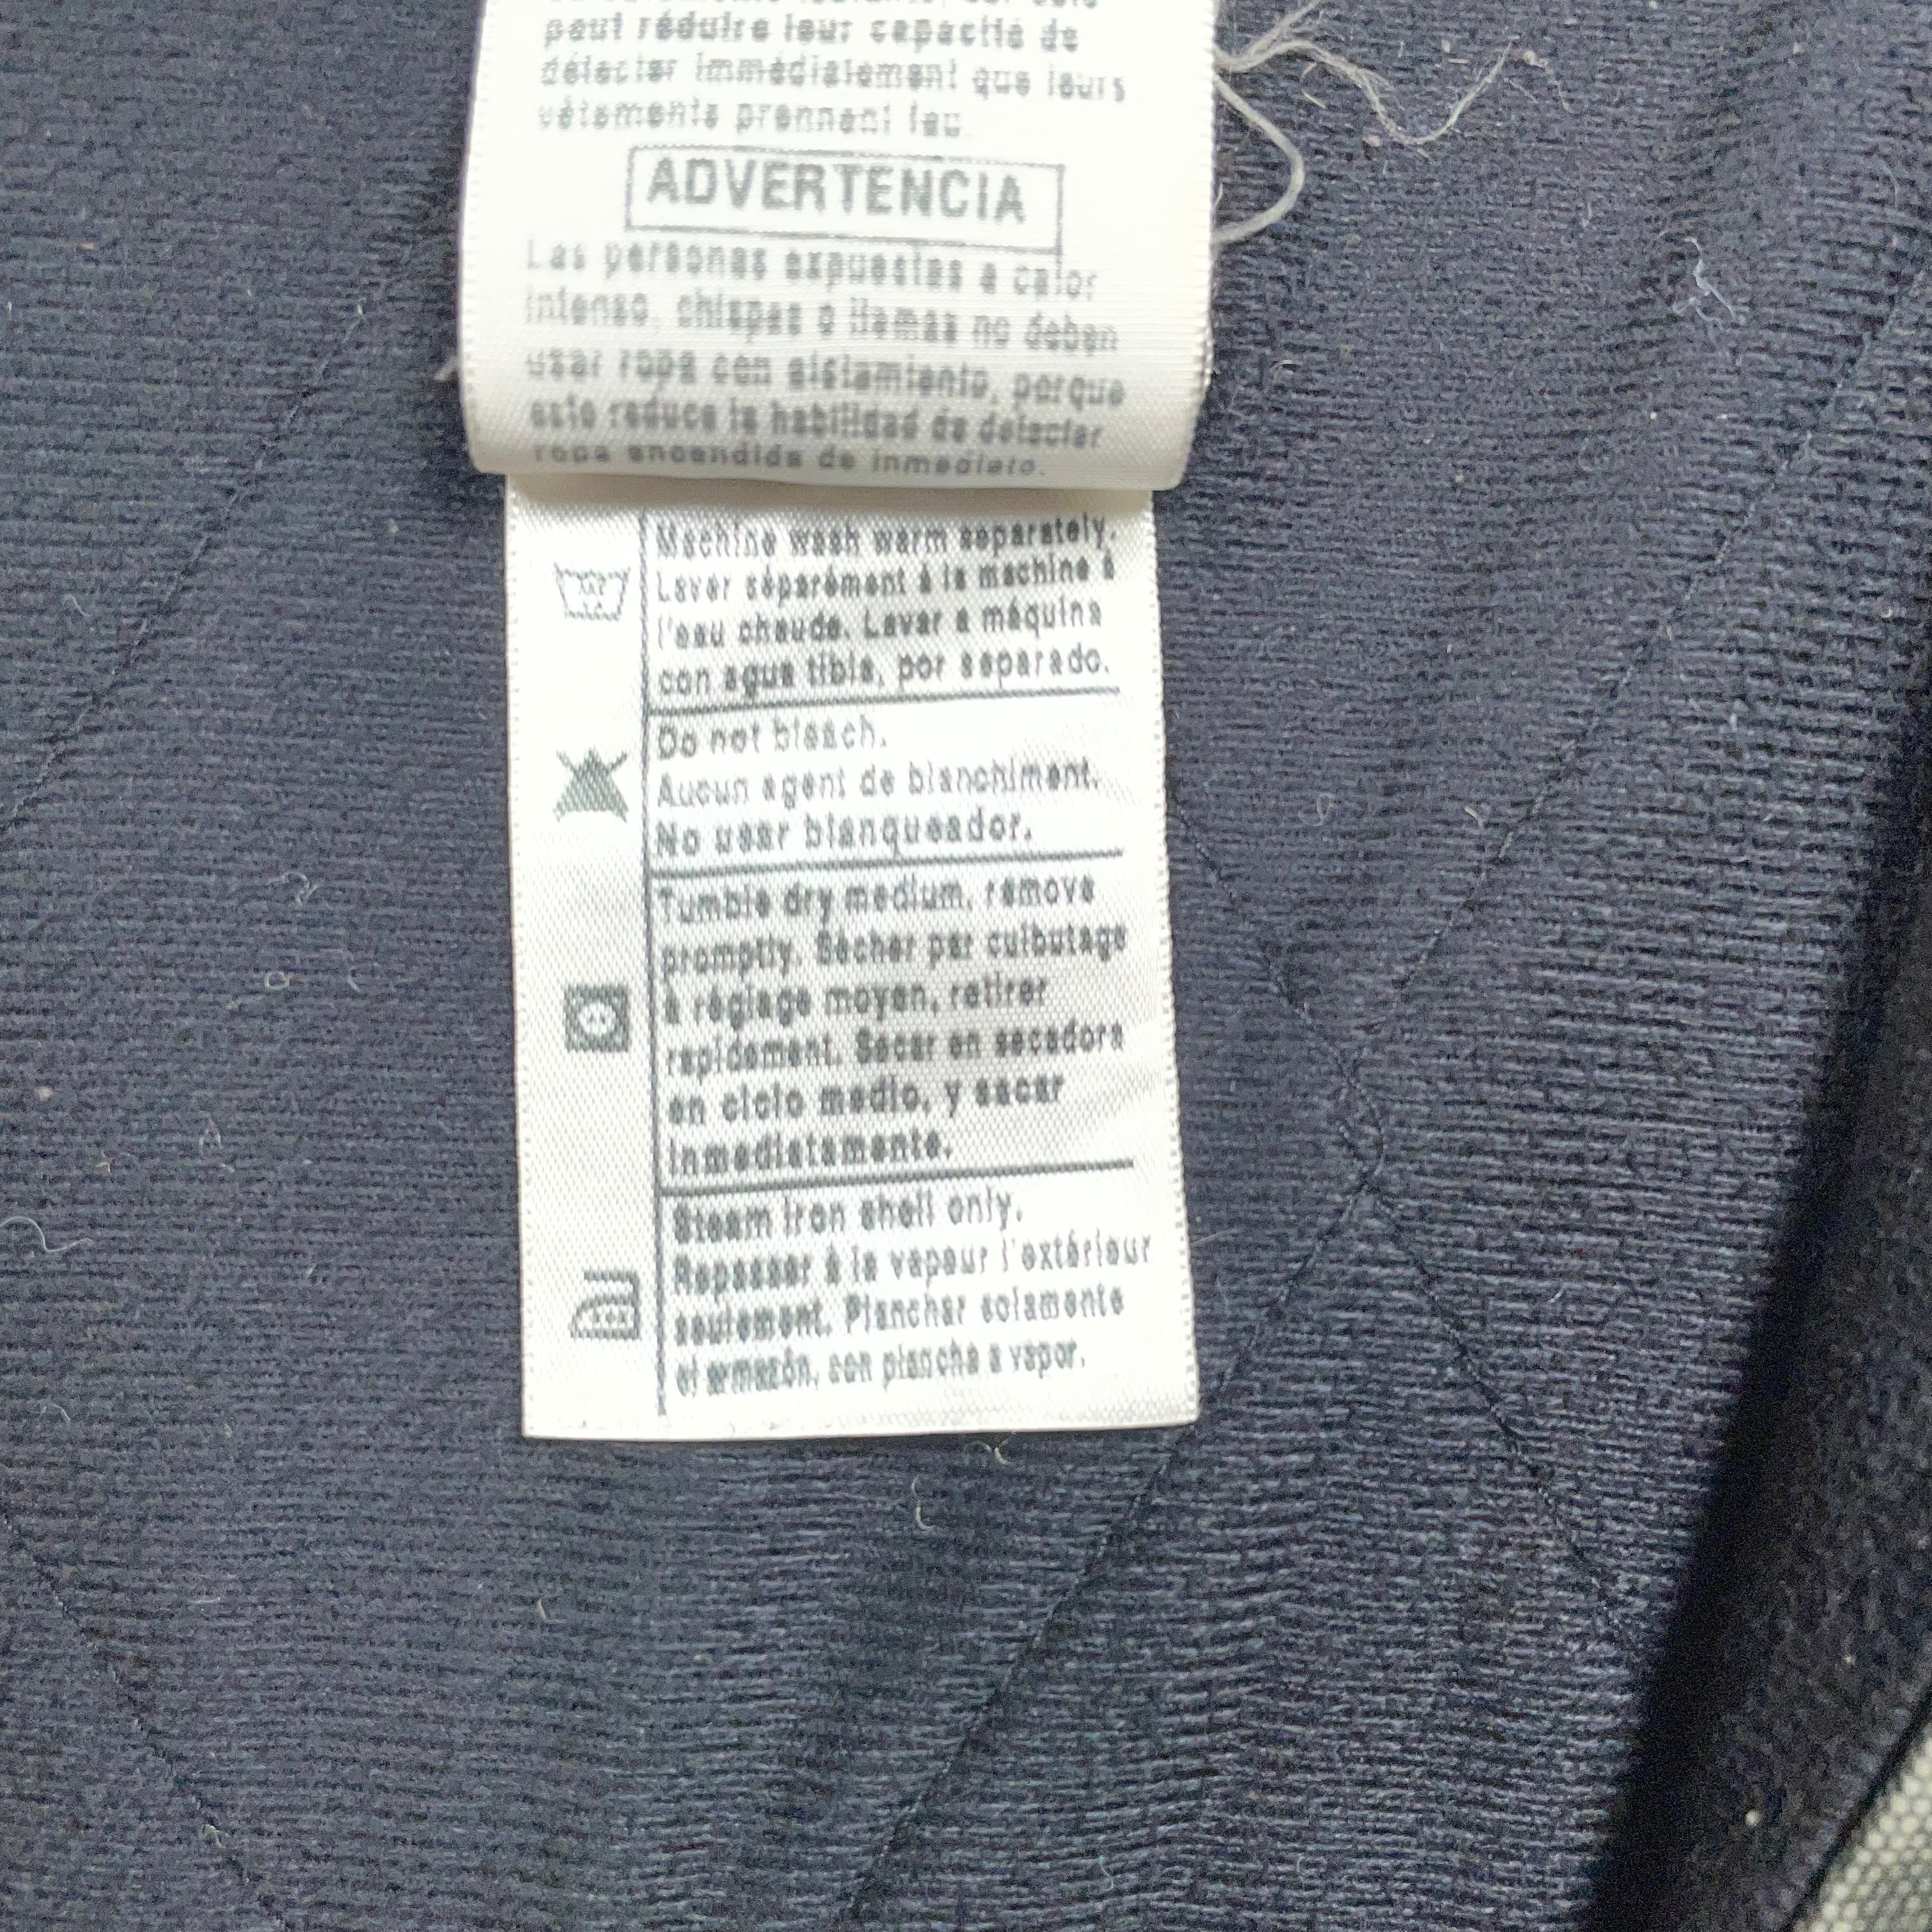 peut réduire leur capacité de
détecter immédiatement que leurs
vêtements prennent feu
ADVERTENCIA
Las personas expuestas a calor
intenso, chispas o llamas no deben
usar ropa con aislamiento, porque
esto reduce la habilidad de detectar
ropa encendida de inmediato.
Machine wash warm separately.
Laver séparément à la machine à
l'eau chaude. Lavar a máquina
con agua tibia, por separado.
Do not bleach.
Aucun agent de blanchiment.
No usar blanqueador.
Tumble dry medium, remove
promptly. Sécher par culbutage
à réglage moyen, retirer
rapidement. Secar en secadora
en ciclo medio, y sacar
inmediatamente.
Steam iron shell only.
Repasser à la vapeur l'extérieur
seulement. Planchar solamente
el armazón, con plancha a vapor.